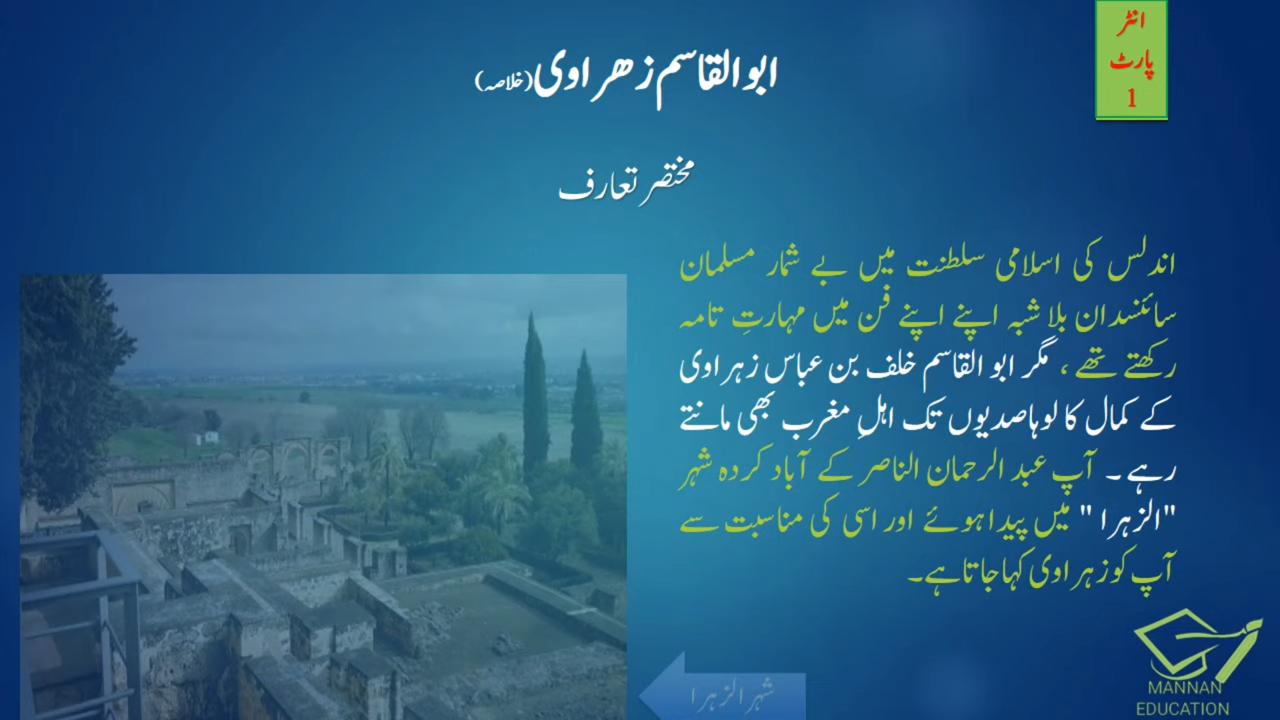 انٹر
پارٹ
1
ابوالقاسم زھراوی (خلاصہ)
مختصر تعارف
اندلس کی اسلامی سلطنت میں بے شمار مسلمان
سائنسدان بلا شبہ اپنے اپنے فن میں مہارتِ تامہ
رکھتے تھے ، مگر ابو القاسم خلف بن عباس زہراوی
کے کمال کا لوہا صدیوں تک اہلِ مغرب بھی مانتے
رہے ۔ آپ عبد الرحمان الناصر کے آباد کردہ شہر
"الزہرا " میں پیدا ہوئے اور اسی کی مناسبت سے
آپ کو زہراوی کہا جاتا ہے۔
شہر الزہرا
MANNAN
EDUCATION